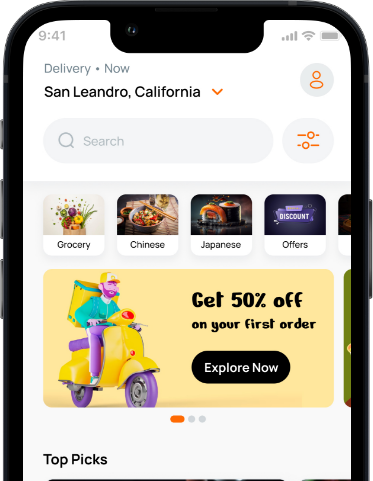 9:41
Delivery • Now
San Leandro, California
Search
DISCOUNT
Grocery
Chinese
Japanese
Offers
Get 50% off
on your first order
Explore Now
Top Picks